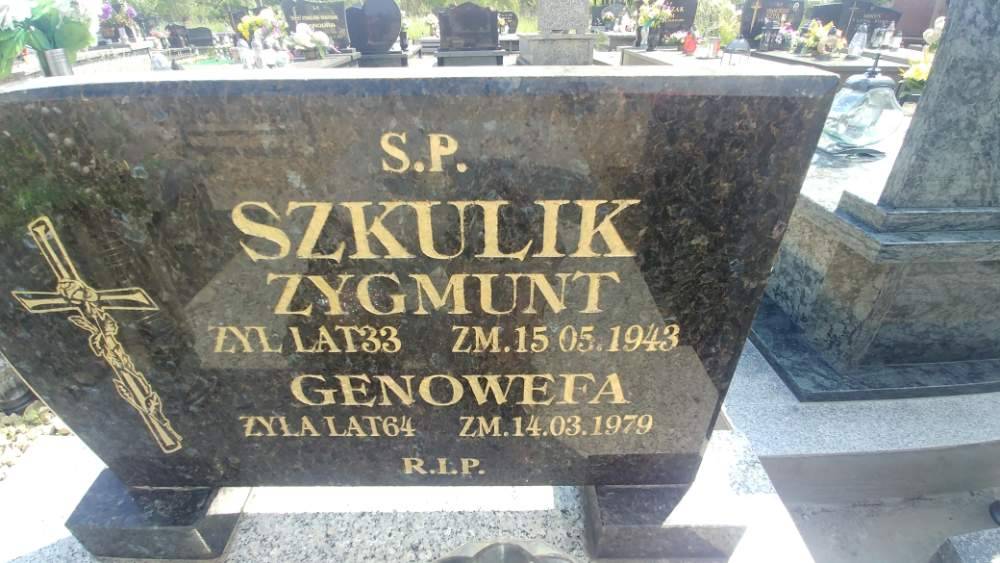 S.P.
SZKULIK
ZYGMUNT
ŻYŁ LAT33 ZM.15 05.1943
GENOWEFA
ŻYŁA LAT64 ZM.14.03.1979
R.I.P.